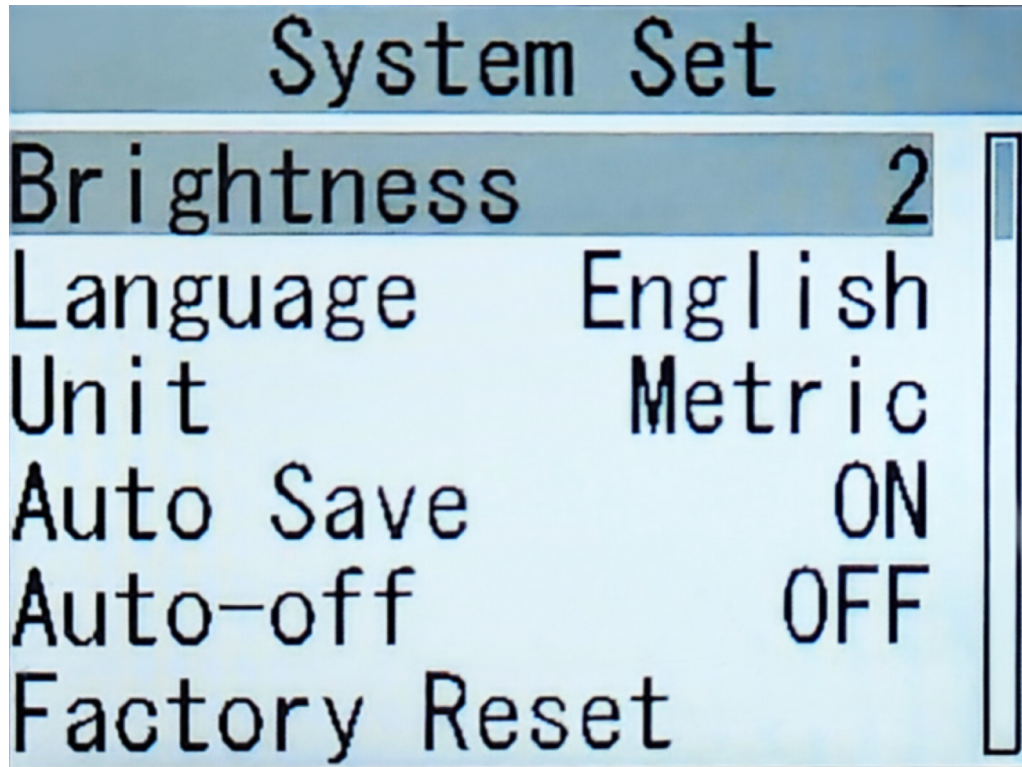 System Set
Brightness 2
Language English
Unit Metric
Auto Save ON
Auto-off OFF
Factory Reset